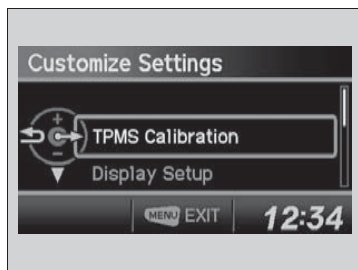 Customize Settings
+
TPMS Calibration
−
Display Setup
MENU EXIT 12:34